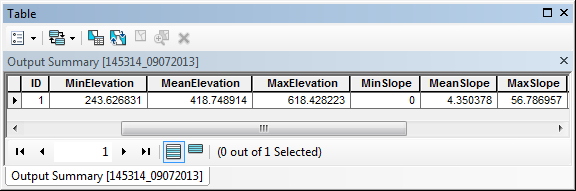 Table
Output Summary [145314_09072013]
ID MinElevation MeanElevation MaxElevation MinSlope MeanSlope MaxSlope
1 243.626831 418.748914 618.428223 0 4.350378 56.786957
1 (0 out of 1 Selected)
Output Summary [145314_09072013]